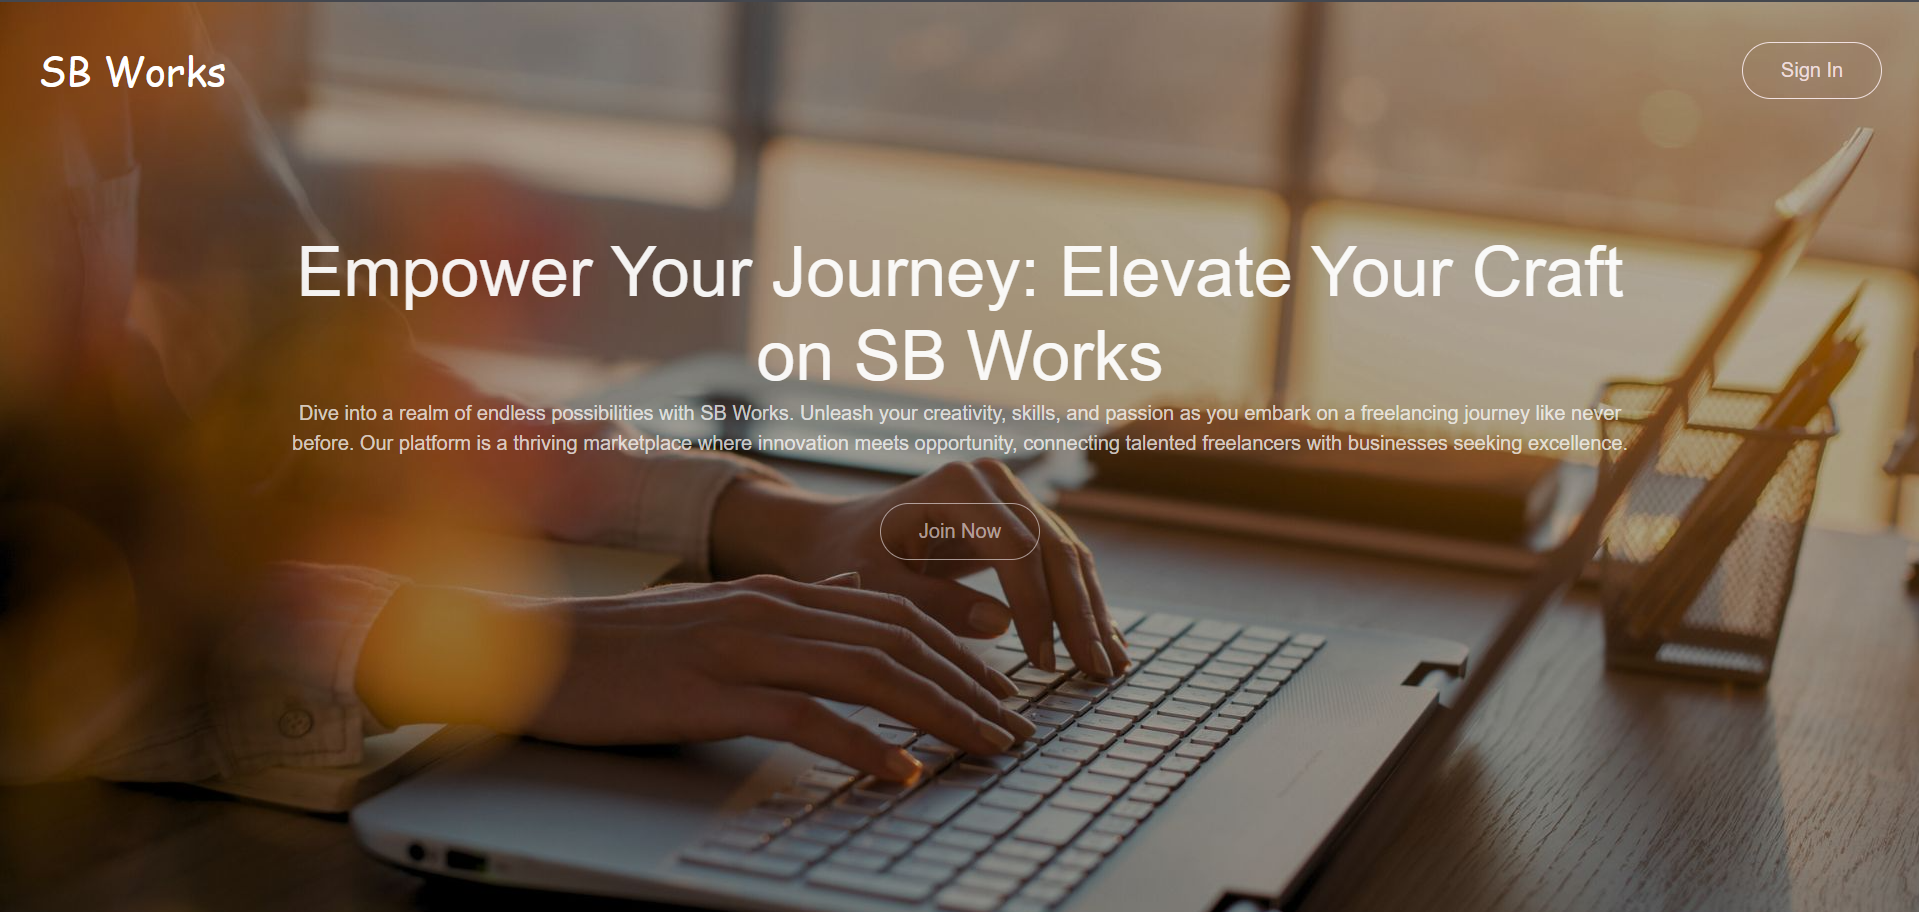 SB Works
Sign In
Empower Your Journey: Elevate Your Craft
on SB Works
Dive into a realm of endless possibilities with SB Works. Unleash your creativity, skills, and passion as you embark on a freelancing journey like never
before. Our platform is a thriving marketplace where innovation meets opportunity, connecting talented freelancers with businesses seeking excellence.
Join Now